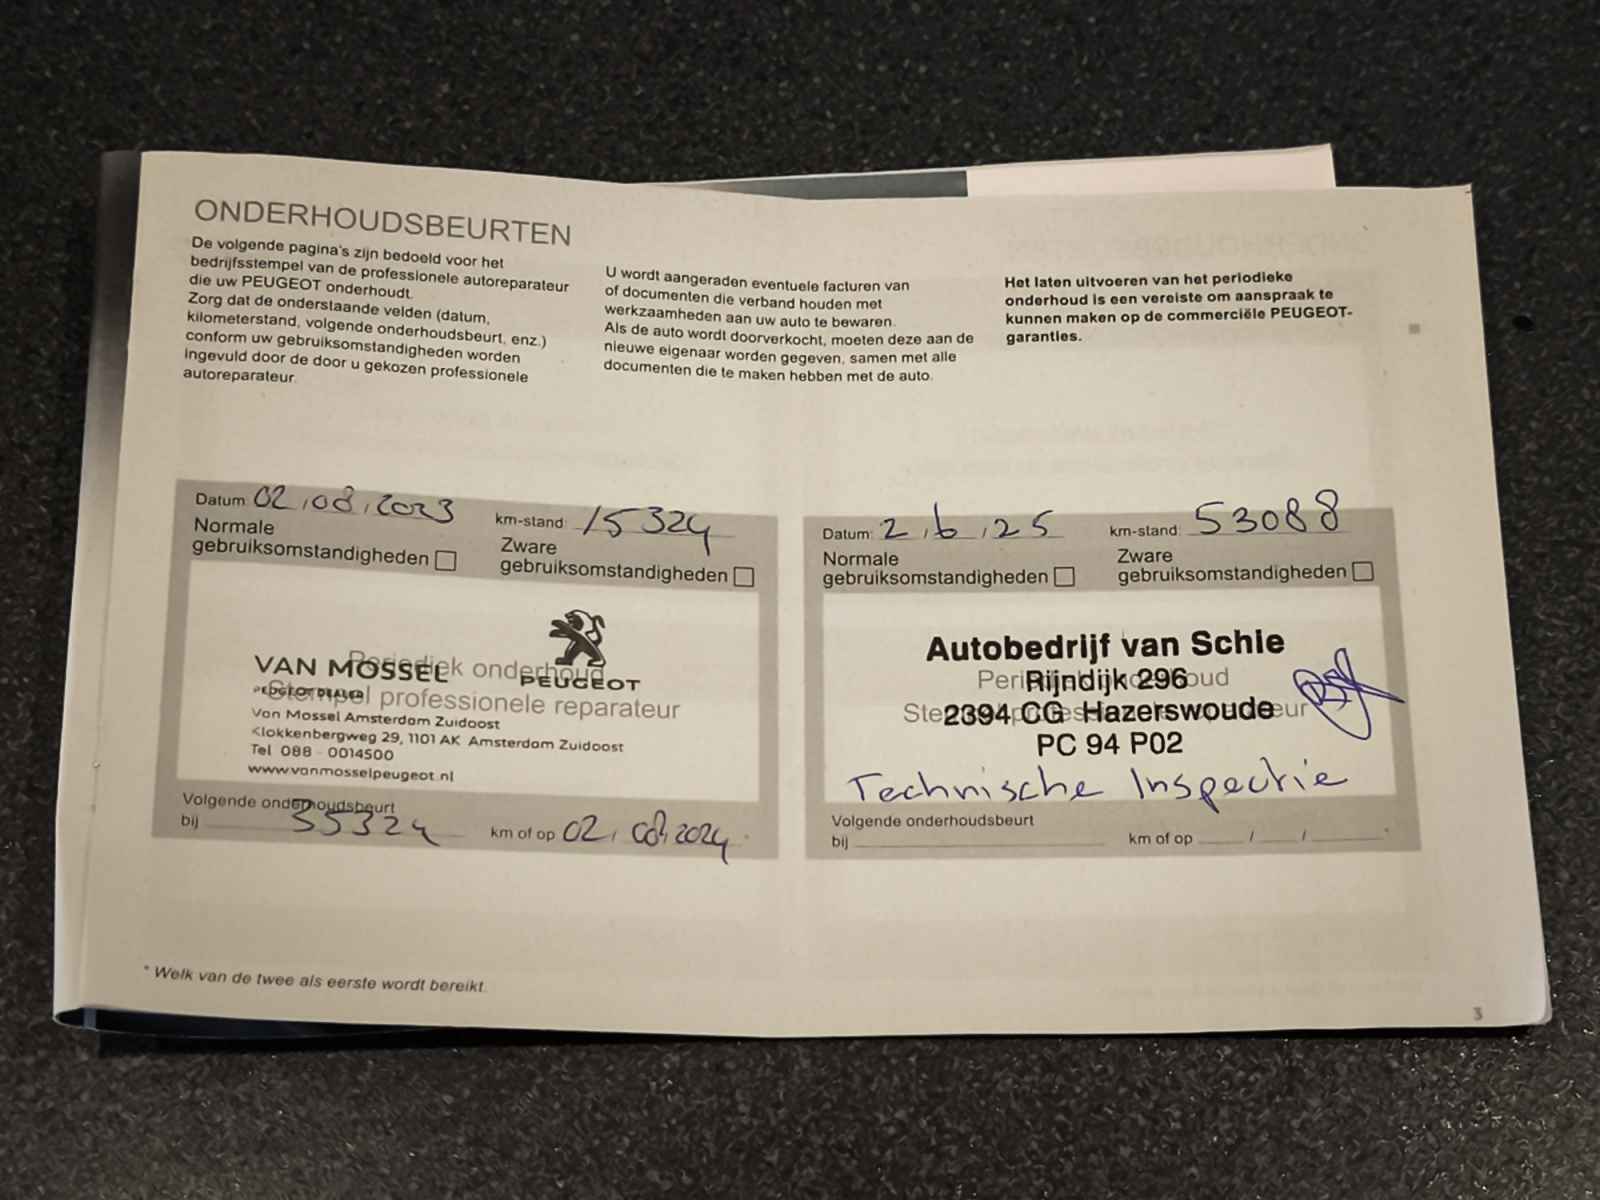 ONDERHOUDSBEURTEN
De volgende pagina's zijn bedoeld voor het
bedrijfsstempel van de professionele autoreparateur
die uw PEUGEOT onderhoudt.
Zorg dat de onderstaande velden (datum,
kilometerstand, volgende onderhoudsbeurt, enz.)
conform uw gebruiksomstandigheden worden
ingevuld door de door u gekozen professionele
autoreparateur.
U wordt aangeraden eventuele facturen van
of documenten die verband houden met
werkzaamheden aan uw auto te bewaren.
Als de auto wordt doorverkocht, moeten deze aan de
nieuwe eigenaar worden gegeven, samen met alle
documenten die te maken hebben met de auto.
Het laten uitvoeren van het periodieke
onderhoud is een vereiste om aanspraak te
kunnen maken op de commerciële PEUGEOT-
garanties.
Datum: 02,08,2023 km-stand: 15324
Normale
gebruiksomstandigheden
Zware
gebruiksomstandigheden
Periodiek onderhoud
Stempel professionele reparateur
VAN MOSSEL PEUGEOT
PEUGEOT DEALER
Van Mossel Amsterdam Zuidoost
Klokkenbergweg 29, 1101 AK Amsterdam Zuidoost
Tel 088 - 0014500
www.vanmosselpeugeot.nl
Volgende onderhoudsbeurt
bij 35324 km of op 02, 08, 2024 *
Datum: 2,6,25 km-stand: 53088
Normale
gebruiksomstandigheden
Zware
gebruiksomstandigheden
Autobedrijf van Schie
Periodiek onderhoud
Rijndijk 296
Stempel professionele reparateur
2394 CG Hazerswoude
PC 94 P02
Technische Inspectie
Volgende onderhoudsbeurt
bij km of op / / *
* Welk van de twee als eerste wordt bereikt.
3